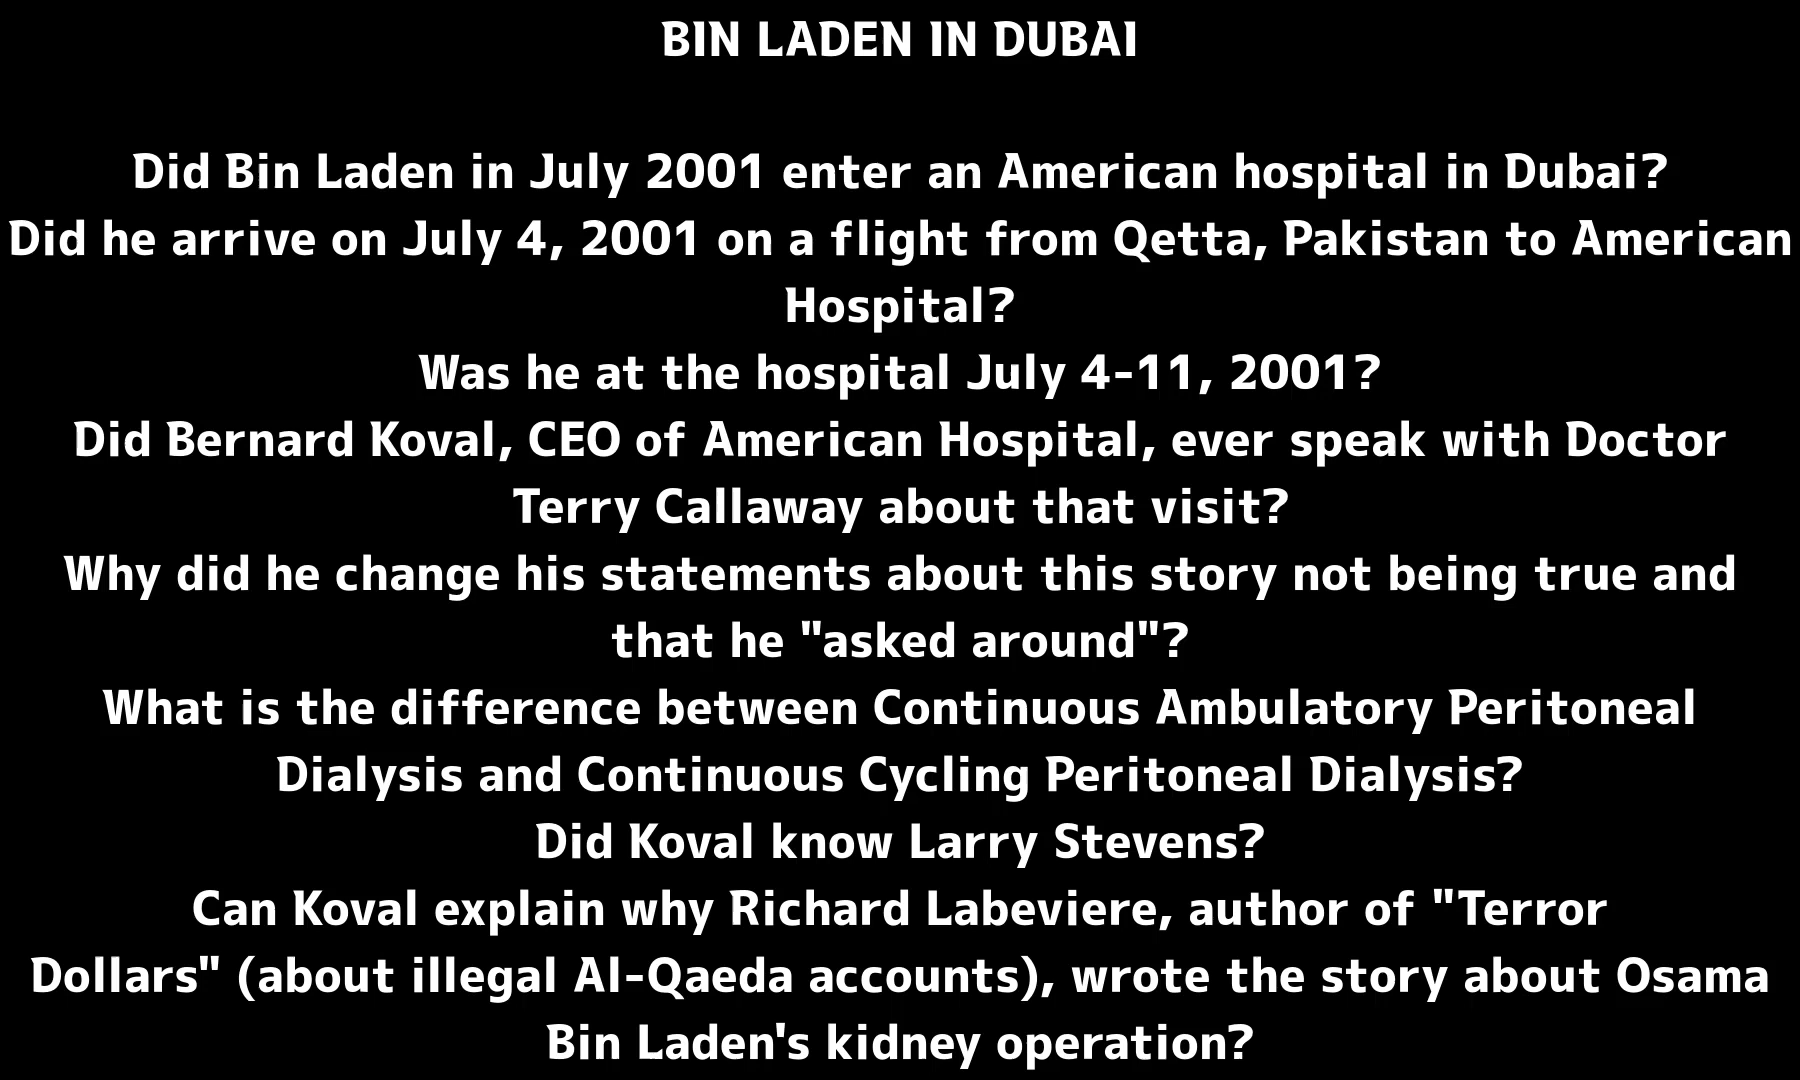 BIN LADEN IN DUBAI
Did Bin Laden in July 2001 enter an American hospital in Dubai?
Did he arrive on July 4, 2001 on a flight from Qetta, Pakistan to American
Hospital?
Was he at the hospital July 4-11, 2001?
Did Bernard Koval, CEO of American Hospital, ever speak with Doctor
Terry Callaway about that visit?
Why did he change his statements about this story not being true and
that he "asked around"?
What is the difference between Continuous Ambulatory Peritoneal
Dialysis and Continuous Cycling Peritoneal Dialysis?
Did Koval know Larry Stevens?
Can Koval explain why Richard Labeviere, author of "Terror
Dollars" (about illegal Al-Qaeda accounts), wrote the story about Osama
Bin Laden's kidney operation?